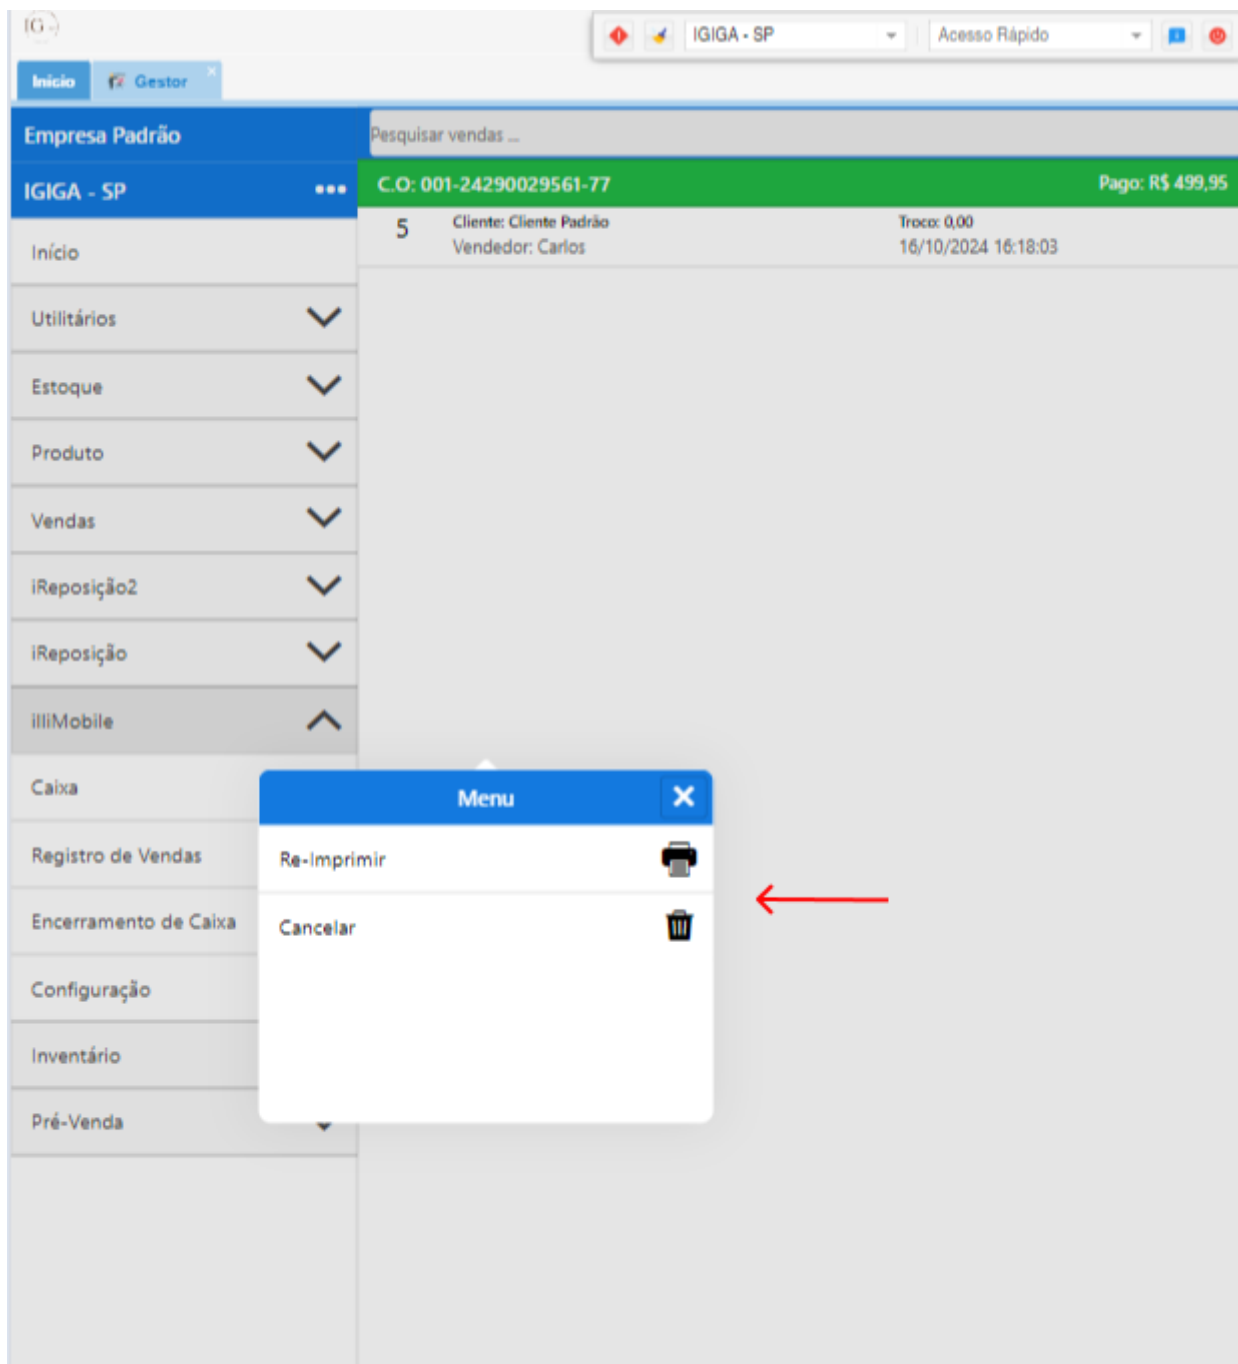 IG
IGIGA - SP
Acesso Rápido
Início
Gestor
Empresa Padrão
Pesquisar vendas ...
IGIGA - SP
C.O: 001-24290029561-77
Pago: R$ 499,95
5
Cliente: Cliente Padrão
Troco: 0,00
Vendedor: Carlos
16/10/2024 16:18:03
Início
Utilitários
Estoque
Produto
Vendas
iReposição2
iReposição
illiMobile
Caixa
Registro de Vendas
Encerramento de Caixa
Configuração
Inventário
Pré-Venda
Menu
Re-Imprimir
Cancelar